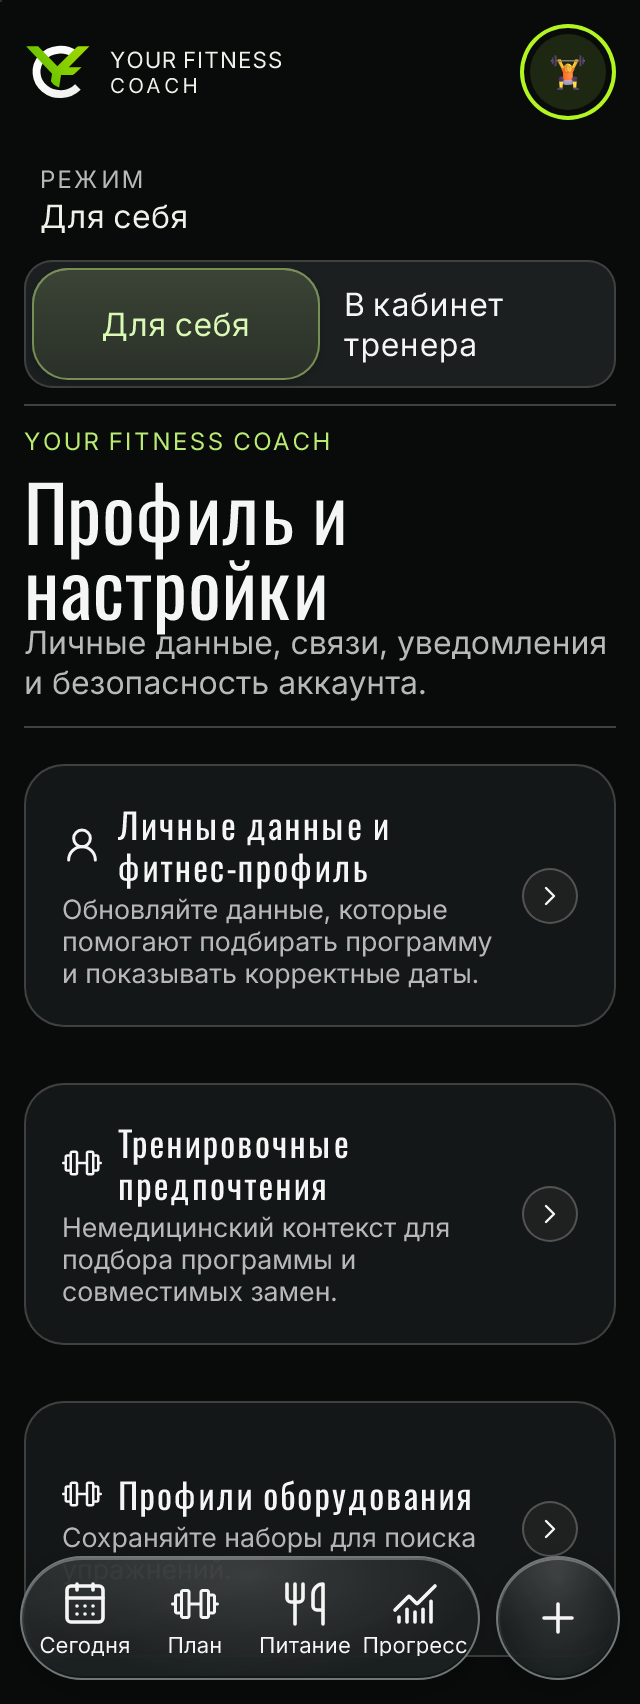 YOUR FITNESS
COACH
РЕЖИМ
Для себя
Для себя
В кабинет
тренера
YOUR FITNESS COACH
Профиль и
настройки
Личные данные, связи, уведомления
и безопасность аккаунта.
Личные данные и
фитнес-профиль
Обновляйте данные, которые
помогают подбирать программу
и показывать корректные даты.
Тренировочные
предпочтения
Немедицинский контекст для
подбора программы и
совместимых замен.
Профили оборудования
Сохраняйте наборы для поиска
упражнений.
Сегодня
План
Питание
Прогресс